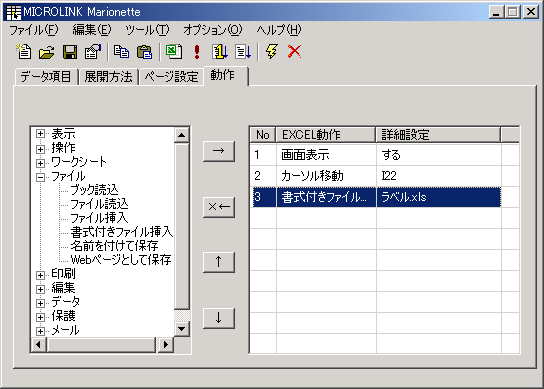 MICROLINK Marionette
ファイル(F) 編集(E) ツール(T) オプション(O) ヘルプ(H)
データ項目 展開方法 ページ設定 動作
表示
操作
ワークシート
ファイル
ブック読込
ファイル読込
ファイル挿入
書式付きファイル挿入
名前を付けて保存
Webページとして保存
印刷
編集
データ
保護
メール
→
×←
↑
↓
No EXCEL動作 詳細設定
1 画面表示 する
2 カーソル移動 I22
3 書式付きファイル... ラベル.xls